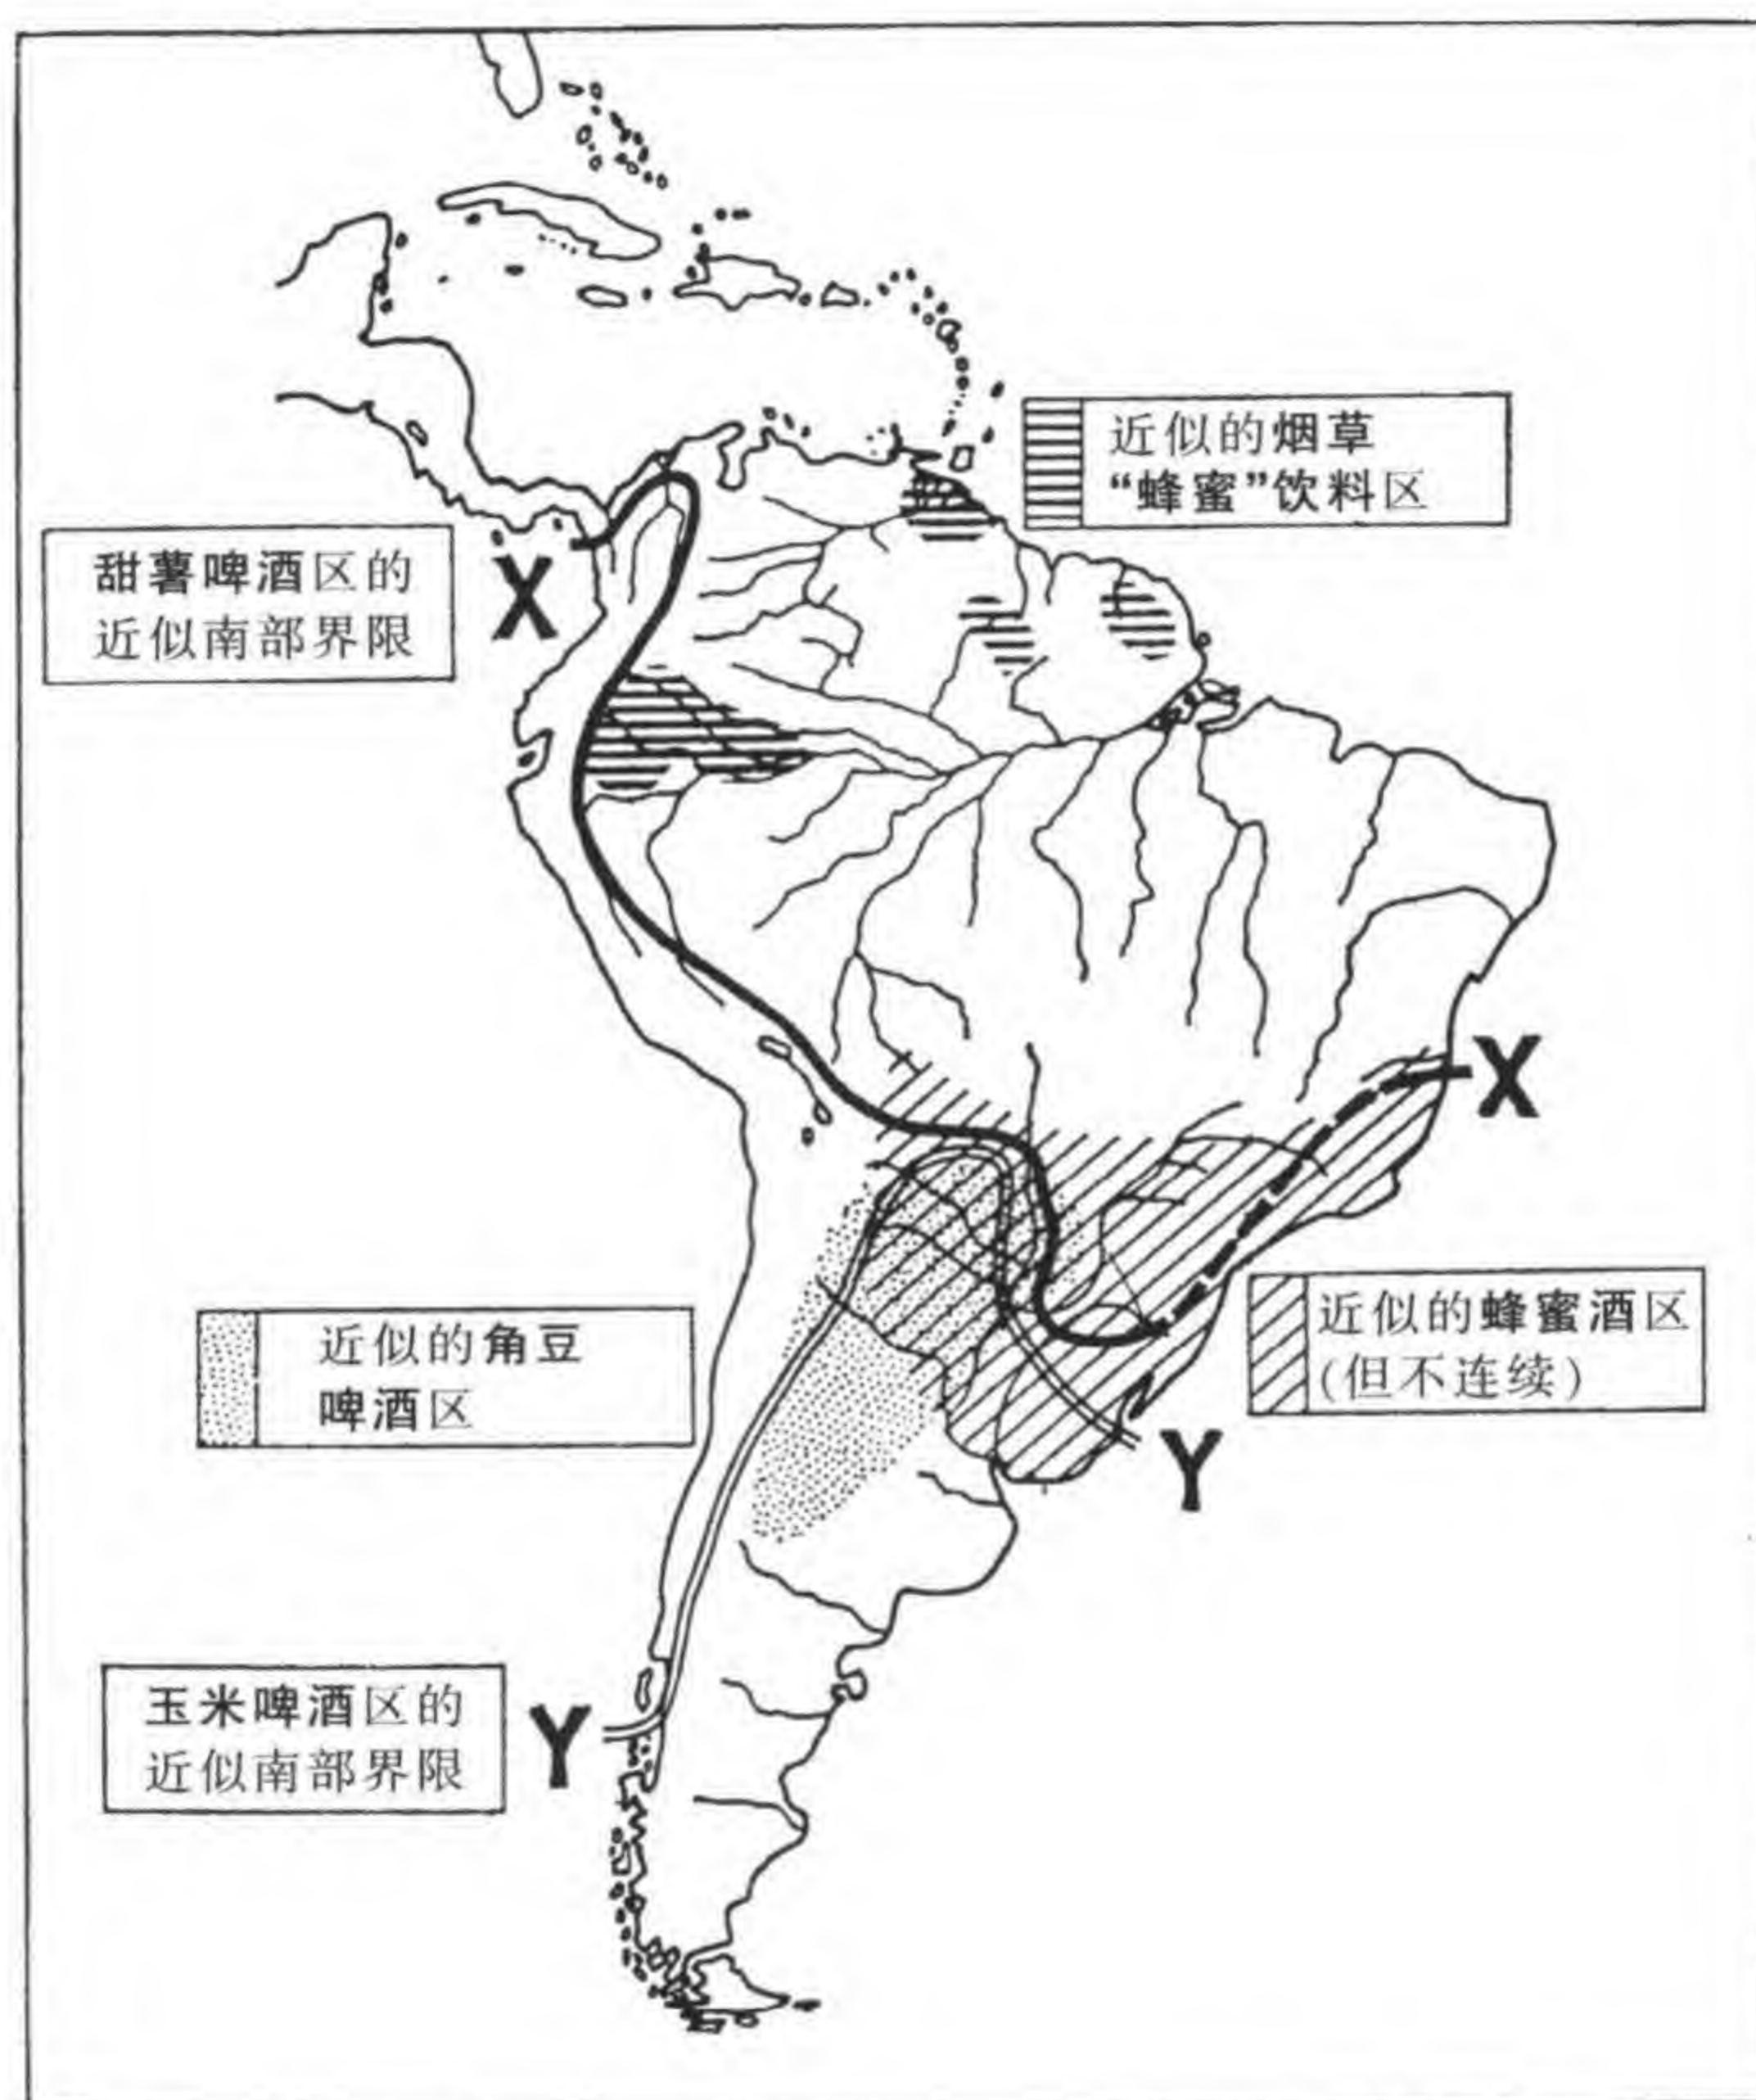 近似的烟草
“蜂蜜”饮料区
甜薯啤酒区的
近似南部界限
X
X
近似的角豆
啤酒区
近似的蜂蜜酒区
(但不连续)
Y
玉米啤酒区的
近似南部界限
Y